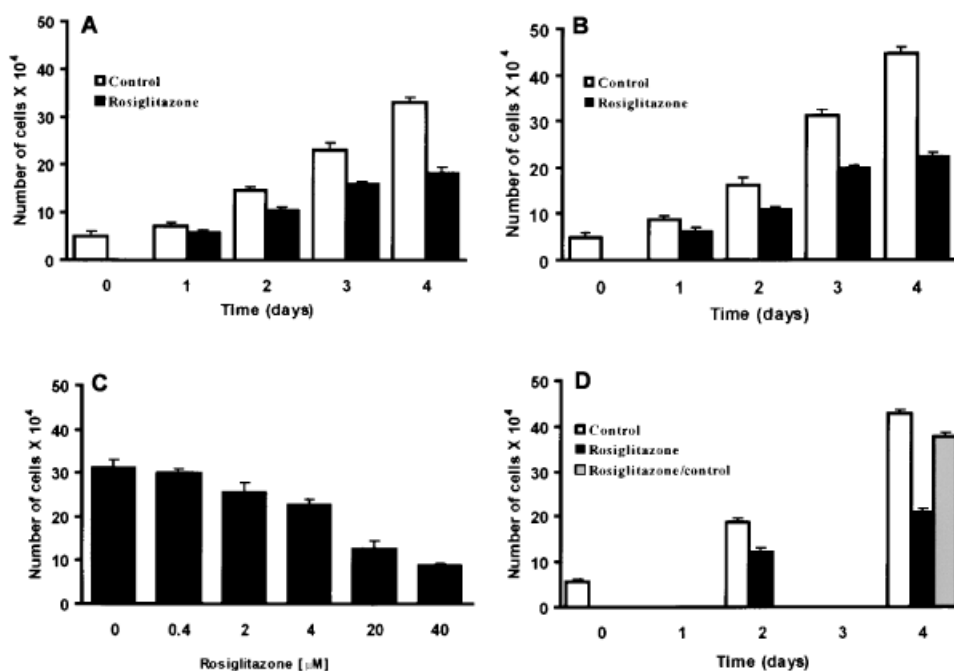 A
Number of cells X 10⁴
50
40
30
20
10
0
Control
Rosiglitazone
0 1 2 3 4
Time (days)
B
Number of cells X 10⁴
50
40
30
20
10
0
Control
Rosiglitazone
0 1 2 3 4
Time (days)
C
Number of cells X 10⁴
50
40
30
20
10
0
0 0.4 2 4 20 40
Rosiglitazone [μM]
D
Number of cells X 10⁴
50
40
30
20
10
0
Control
Rosiglitazone
Rosiglitazone/control
0 1 2 3 4
Time (days)